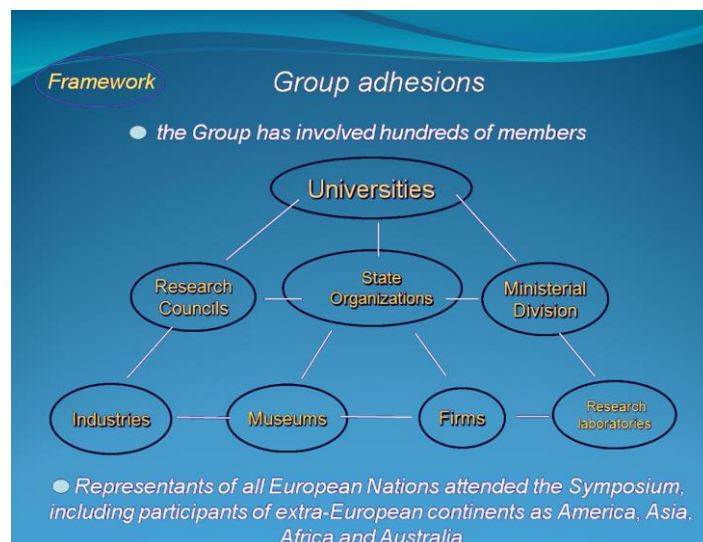 Framework
Group adhesions
the Group has involved hundreds of members
Universities
Research
Councils
State
Organizations
Ministerial
Division
Industries
Museums
Firms
Research
laboratories
Representants of all European Nations attended the Symposium,
including participants of extra-European continents as America, Asia,
Africa and Australia